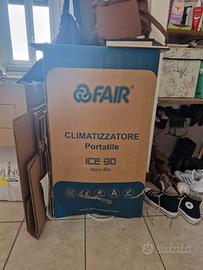 FAIR
CLIMATIZZATORE
Portatile
ICE 90
subito